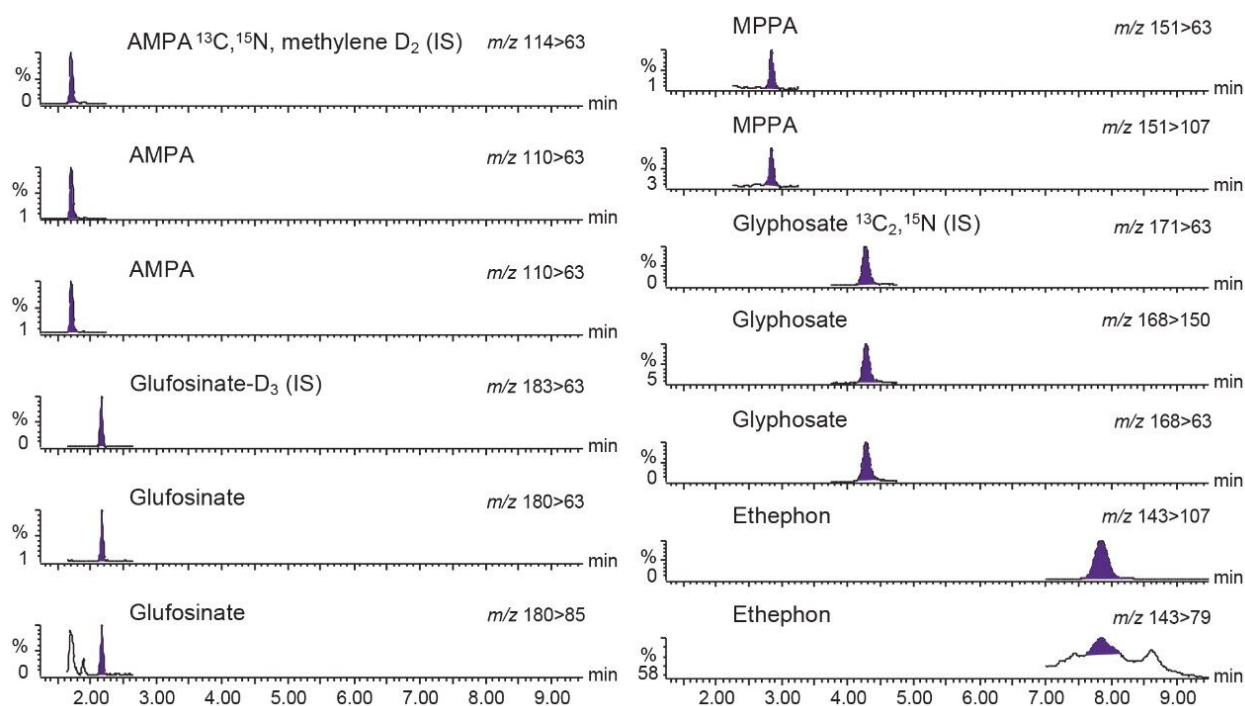 AMPA ¹³C,¹⁵N, methylene D₂ (IS) m/z 114>63
%
0
min
AMPA m/z 110>63
%
1
min
AMPA m/z 110>63
%
1
min
Glufosinate-D₃ (IS) m/z 183>63
%
0
min
Glufosinate m/z 180>63
%
1
min
Glufosinate m/z 180>85
%
0
min
2.00 3.00 4.00 5.00 6.00 7.00 8.00 9.00
MPPA m/z 151>63
%
1
min
MPPA m/z 151>107
%
3
min
Glyphosate ¹³C₂,¹⁵N (IS) m/z 171>63
%
0
min
Glyphosate m/z 168>150
%
5
min
Glyphosate m/z 168>63
%
0
min
Ethephon m/z 143>107
%
0
min
Ethephon m/z 143>79
%
58
min
2.00 3.00 4.00 5.00 6.00 7.00 8.00 9.00